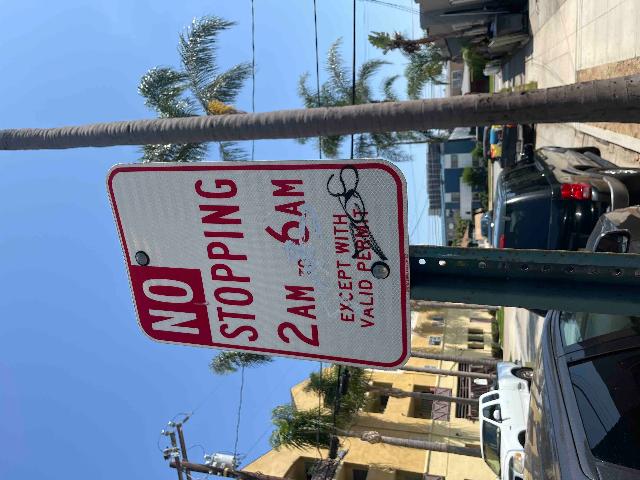 NO
STOPPING
2AM TO 6AM
EXCEPT WITH
VALID PERMIT